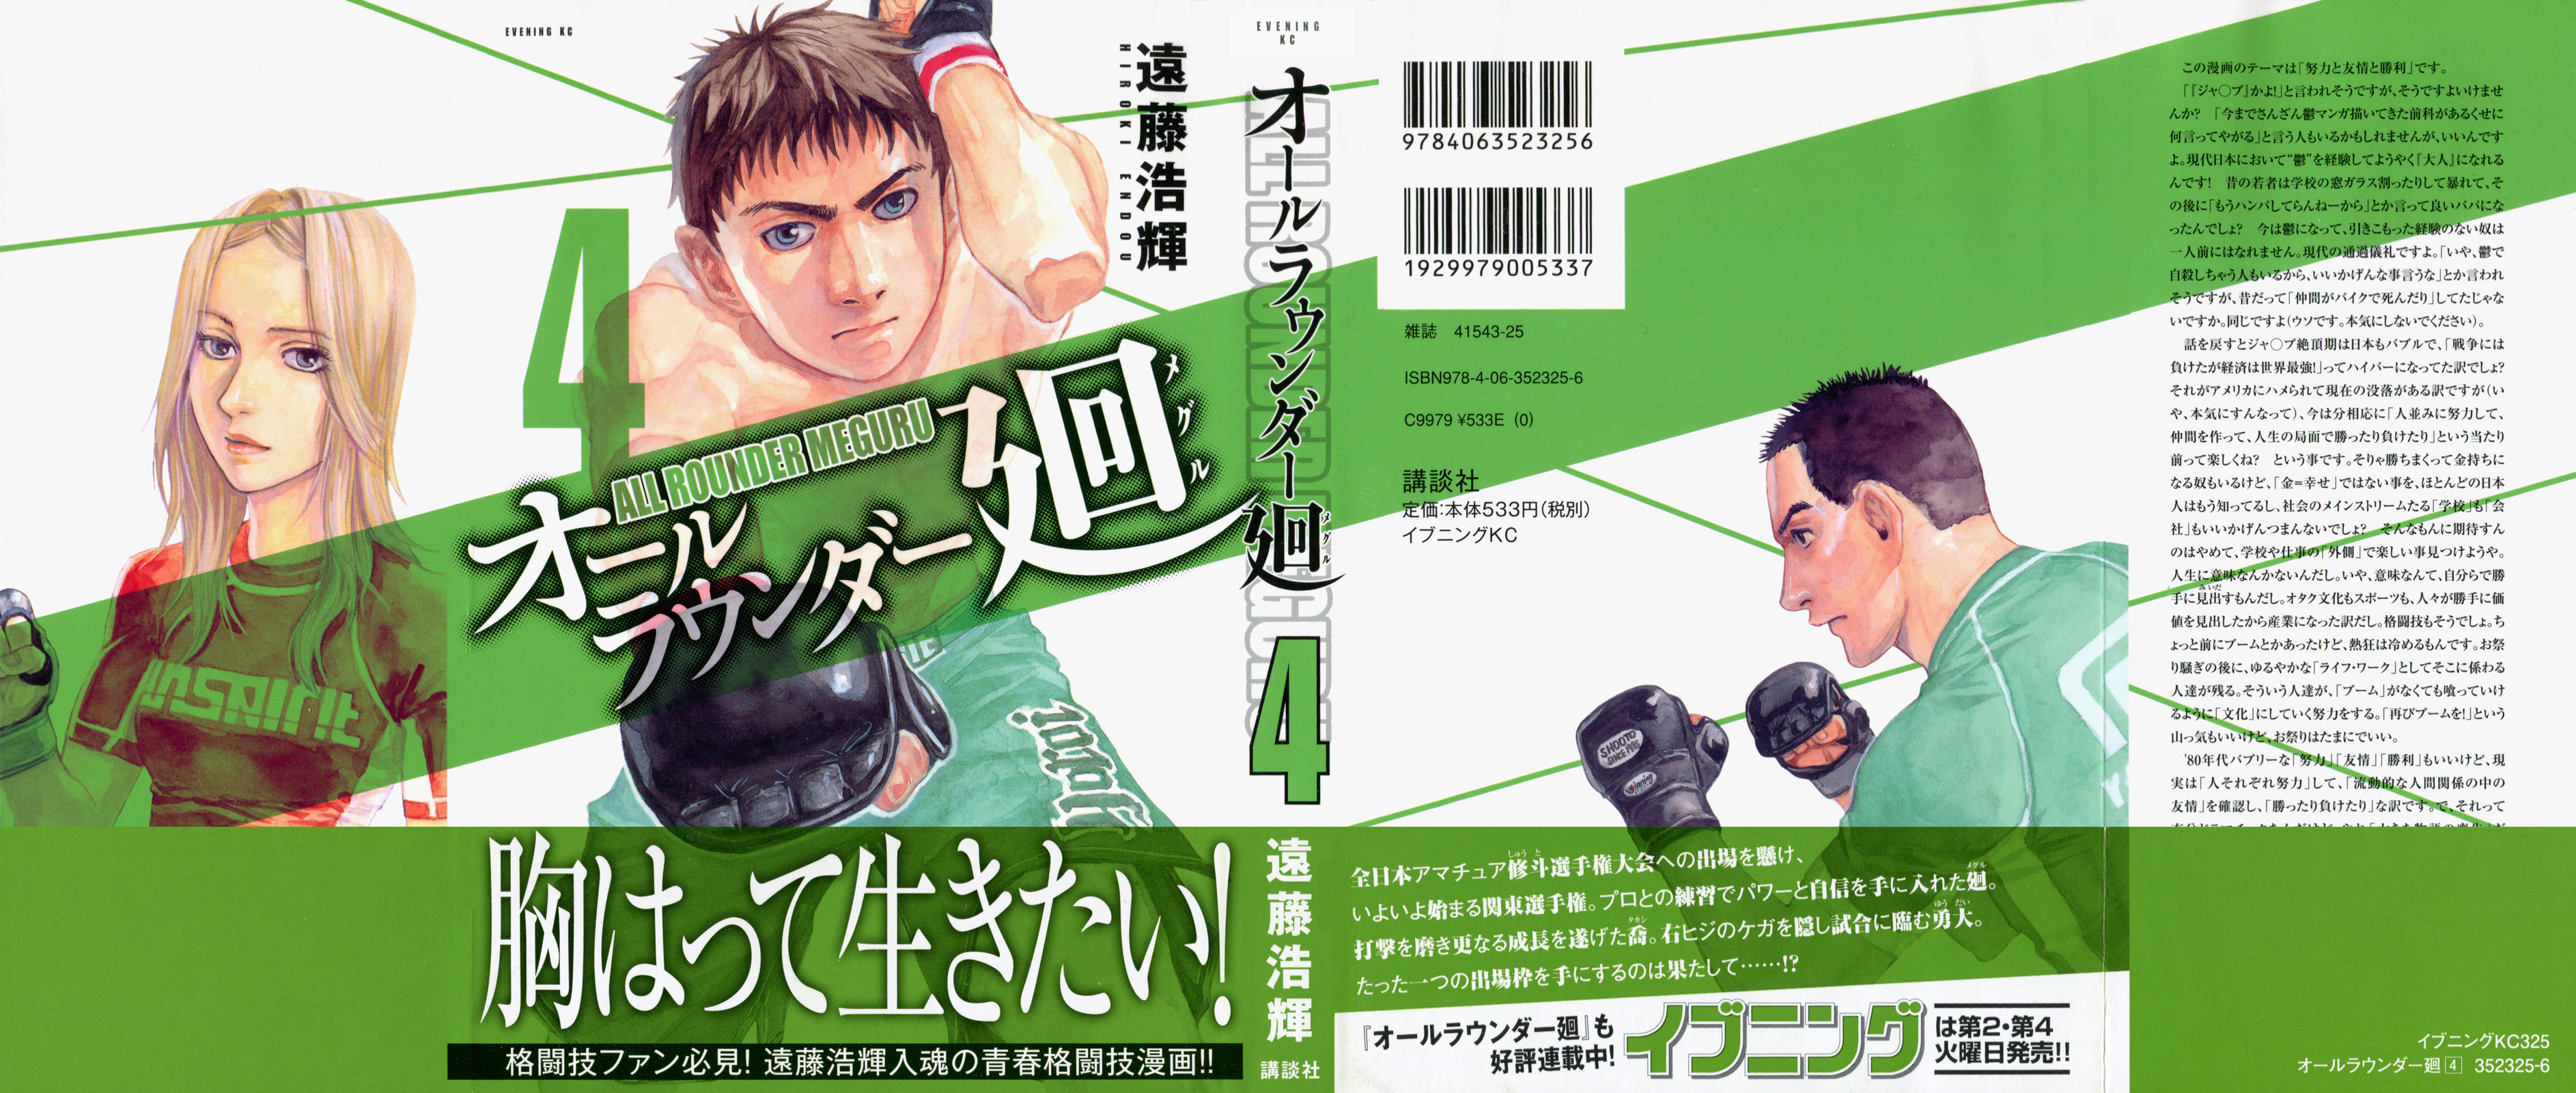 EVENING KC
遠藤浩輝
HIROKI ENDOU
4
ALL ROUNDER MEGURU
オール
ラウンダー
廻
メグル
inspirit
胸はって生きたい!
格闘技ファン必見! 遠藤浩輝入魂の青春格闘技漫画!!
EVENING
KC
オールラウンダー廻
メグル
4
遠藤浩輝
講談社
9784063523256
1929979005337
雑誌 41543-25
ISBN978-4-06-352325-6
C9979 ¥533E (0)
講談社
定価:本体533円(税別)
イブニングKC
SHOOTO
Winning
全日本アマチュア修斗選手権大会への出場を懸け、
いよいよ始まる関東選手権。プロとの練習でパワーと自信を手に入れた廻。
打撃を磨き更なる成長を遂げた喬。右ヒジのケガを隠し試合に臨む勇大。
たった一つの出場枠を手にするのは果たして……!?
『オールラウンダー廻』も
好評連載中!
イブニング
は第2・第4
火曜日発売!!
この漫画のテーマは「努力と友情と勝利」です。
「『ジャ○プ』かよ!」と言われそうですが、そうですよいけませ
んか? 「今までさんざん鬱マンガ描いてきた前科があるくせに
何言ってやがる」と言う人もいるかもしれませんが、いいんです
よ。現代日本において“鬱”を経験してようやく『大人』になれる
んです! 昔の若者は学校の窓ガラス割ったりして暴れて、そ
の後に「もうハンパしてらんねーから」とか言って良いパパにな
ったんでしょ? 今は鬱になって、引きこもった経験のない奴は
一人前にはなれません。現代の通過儀礼ですよ。「いや、鬱で
自殺しちゃう人もいるから、いいかげんな事言うな」とか言われ
そうですが、昔だって「仲間がバイクで死んだり」してたじゃな
いですか。同じですよ(ウソです。本気にしないでください)。
話を戻すとジャ○プ絶頂期は日本もバブルで、「戦争には
負けたが経済は世界最強!」ってハイパーになってた訳でしょ?
それがアメリカにハメられて現在の没落がある訳ですが(い
や、本気にすんなって)、今は分相応に「人並みに努力して、
仲間を作って、人生の局面で勝ったり負けたり」という当たり
前って楽しくね? という事です。そりゃ勝ちまくって金持ちに
なる奴もいるけど、「金=幸せ」ではない事を、ほとんどの日本
人はもう知ってるし、社会のメインストリームたる「学校」も「会
社」もいいかげんつまんないでしょ? そんなもんに期待すん
のはやめて、学校や仕事の「外側」で楽しい事見つけようや。
人生に意味なんかないんだし。いや、意味なんて、自分らで勝
手に見出すもんだし。オタク文化もスポーツも、人々が勝手に価
値を見出したから産業になった訳だし。格闘技もそうでしょ。ち
ょっと前にブームとかあったけど、熱狂は冷めるもんです。お祭
り騒ぎの後に、ゆるやかな「ライフ・ワーク」としてそこに係わる
人達が残る。そういう人達が、「ブーム」がなくても喰っていけ
るように「文化」にしていく努力をする。「再びブームを!」という
山っ気もいいけど、お祭りはたまにでいい。
'80年代バブリーな「努力」「友情」「勝利」もいいけど、現
実は「人それぞれ努力」して、「流動的な人間関係の中の
友情」を確認し、「勝ったり負けたり」な訳です。で、それって
イブニングKC325
オールラウンダー廻 4 352325-6